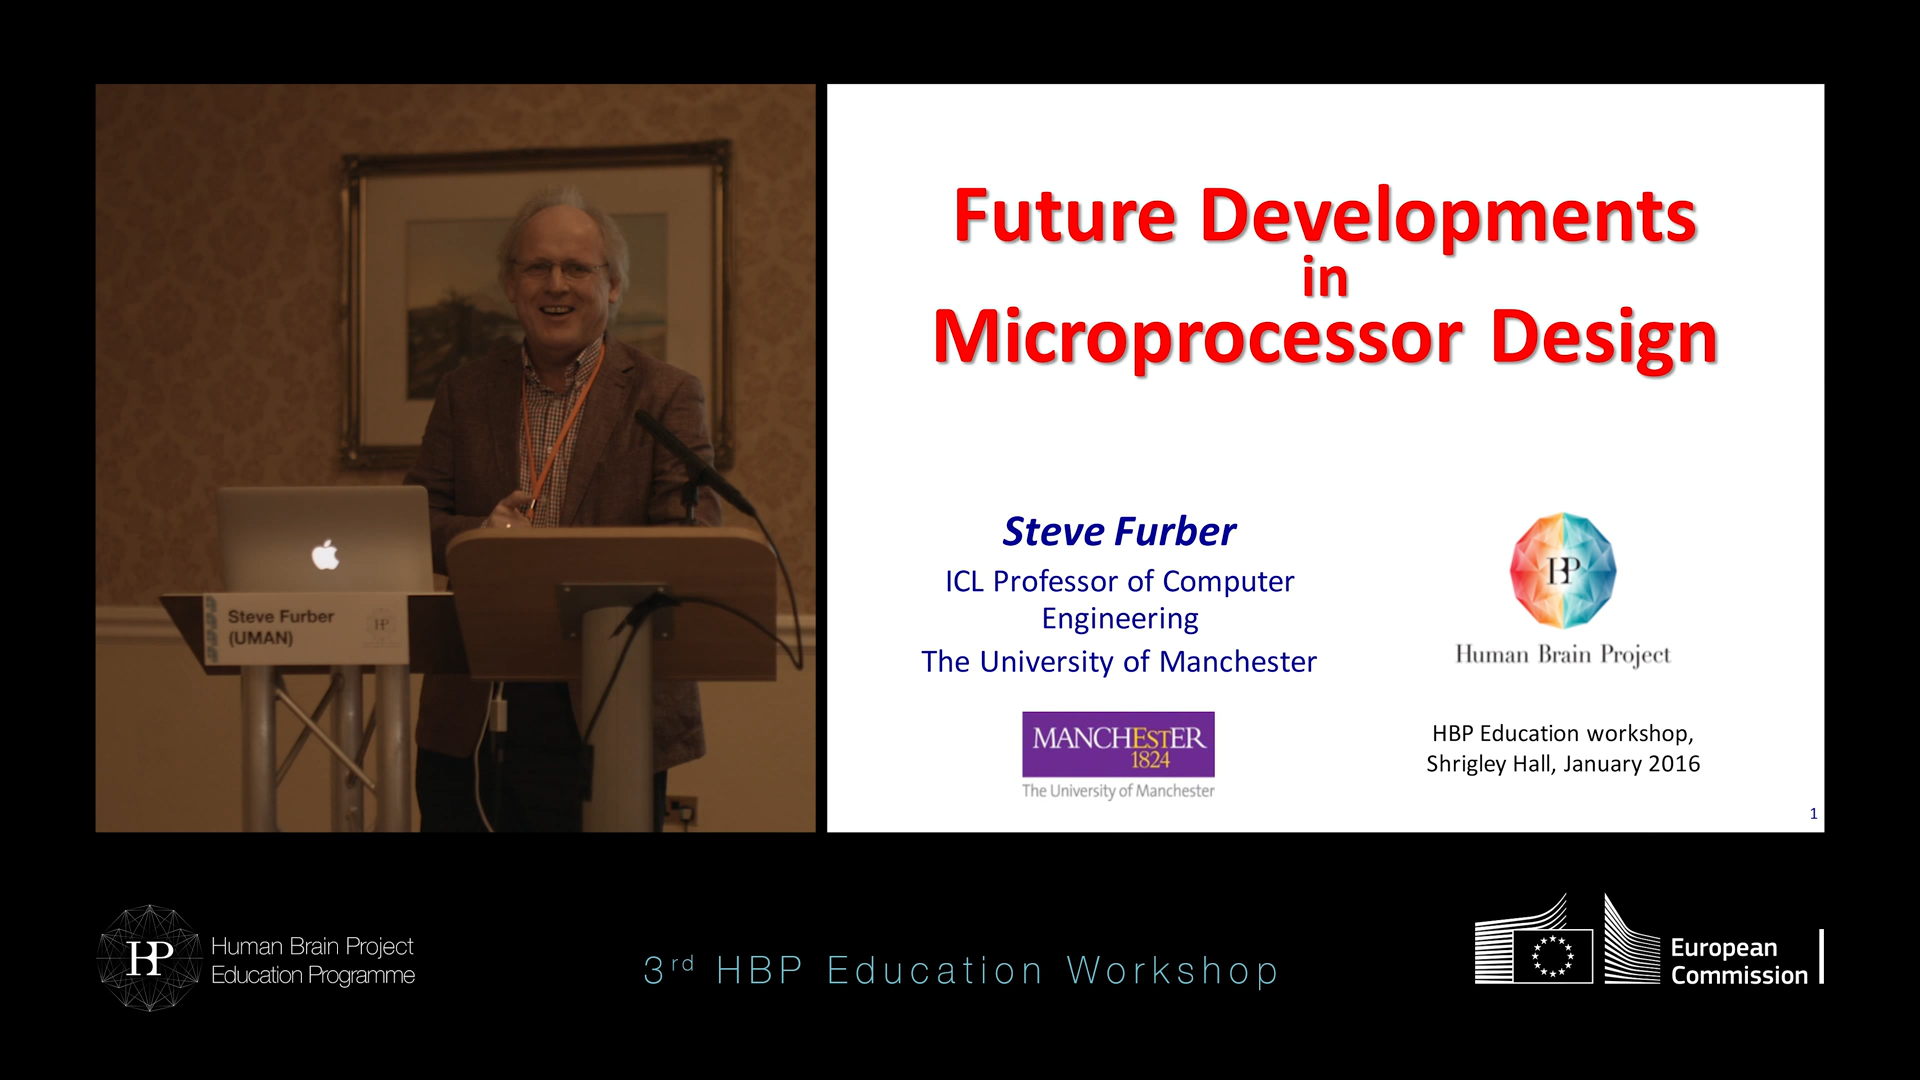 Steve Furber
(UMAN)
HP
Future Developments
in
Microprocessor Design
Steve Furber
ICL Professor of Computer
Engineering
The University of Manchester
MANCHESTER
1824
The University of Manchester
HBP
Human Brain Project
HBP Education workshop,
Shrigley Hall, January 2016
1
HBP
Human Brain Project
Education Programme
3rd HBP Education Workshop
European
Commission